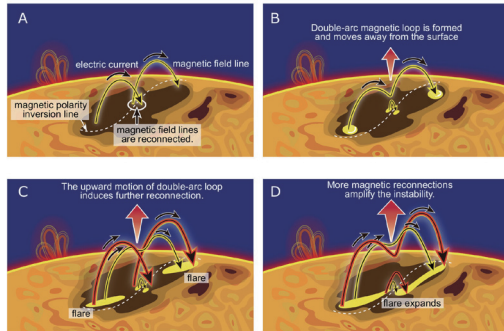 A
electric current
magnetic field line
magnetic polarity
inversion line
magnetic field lines
are reconnected.
B
Double-arc magnetic loop is formed
and moves away from the surface
C
The upward motion of double-arc loop
induces further reconnection.
flare
flare
D
More magnetic reconnections
amplify the instability.
flare expands